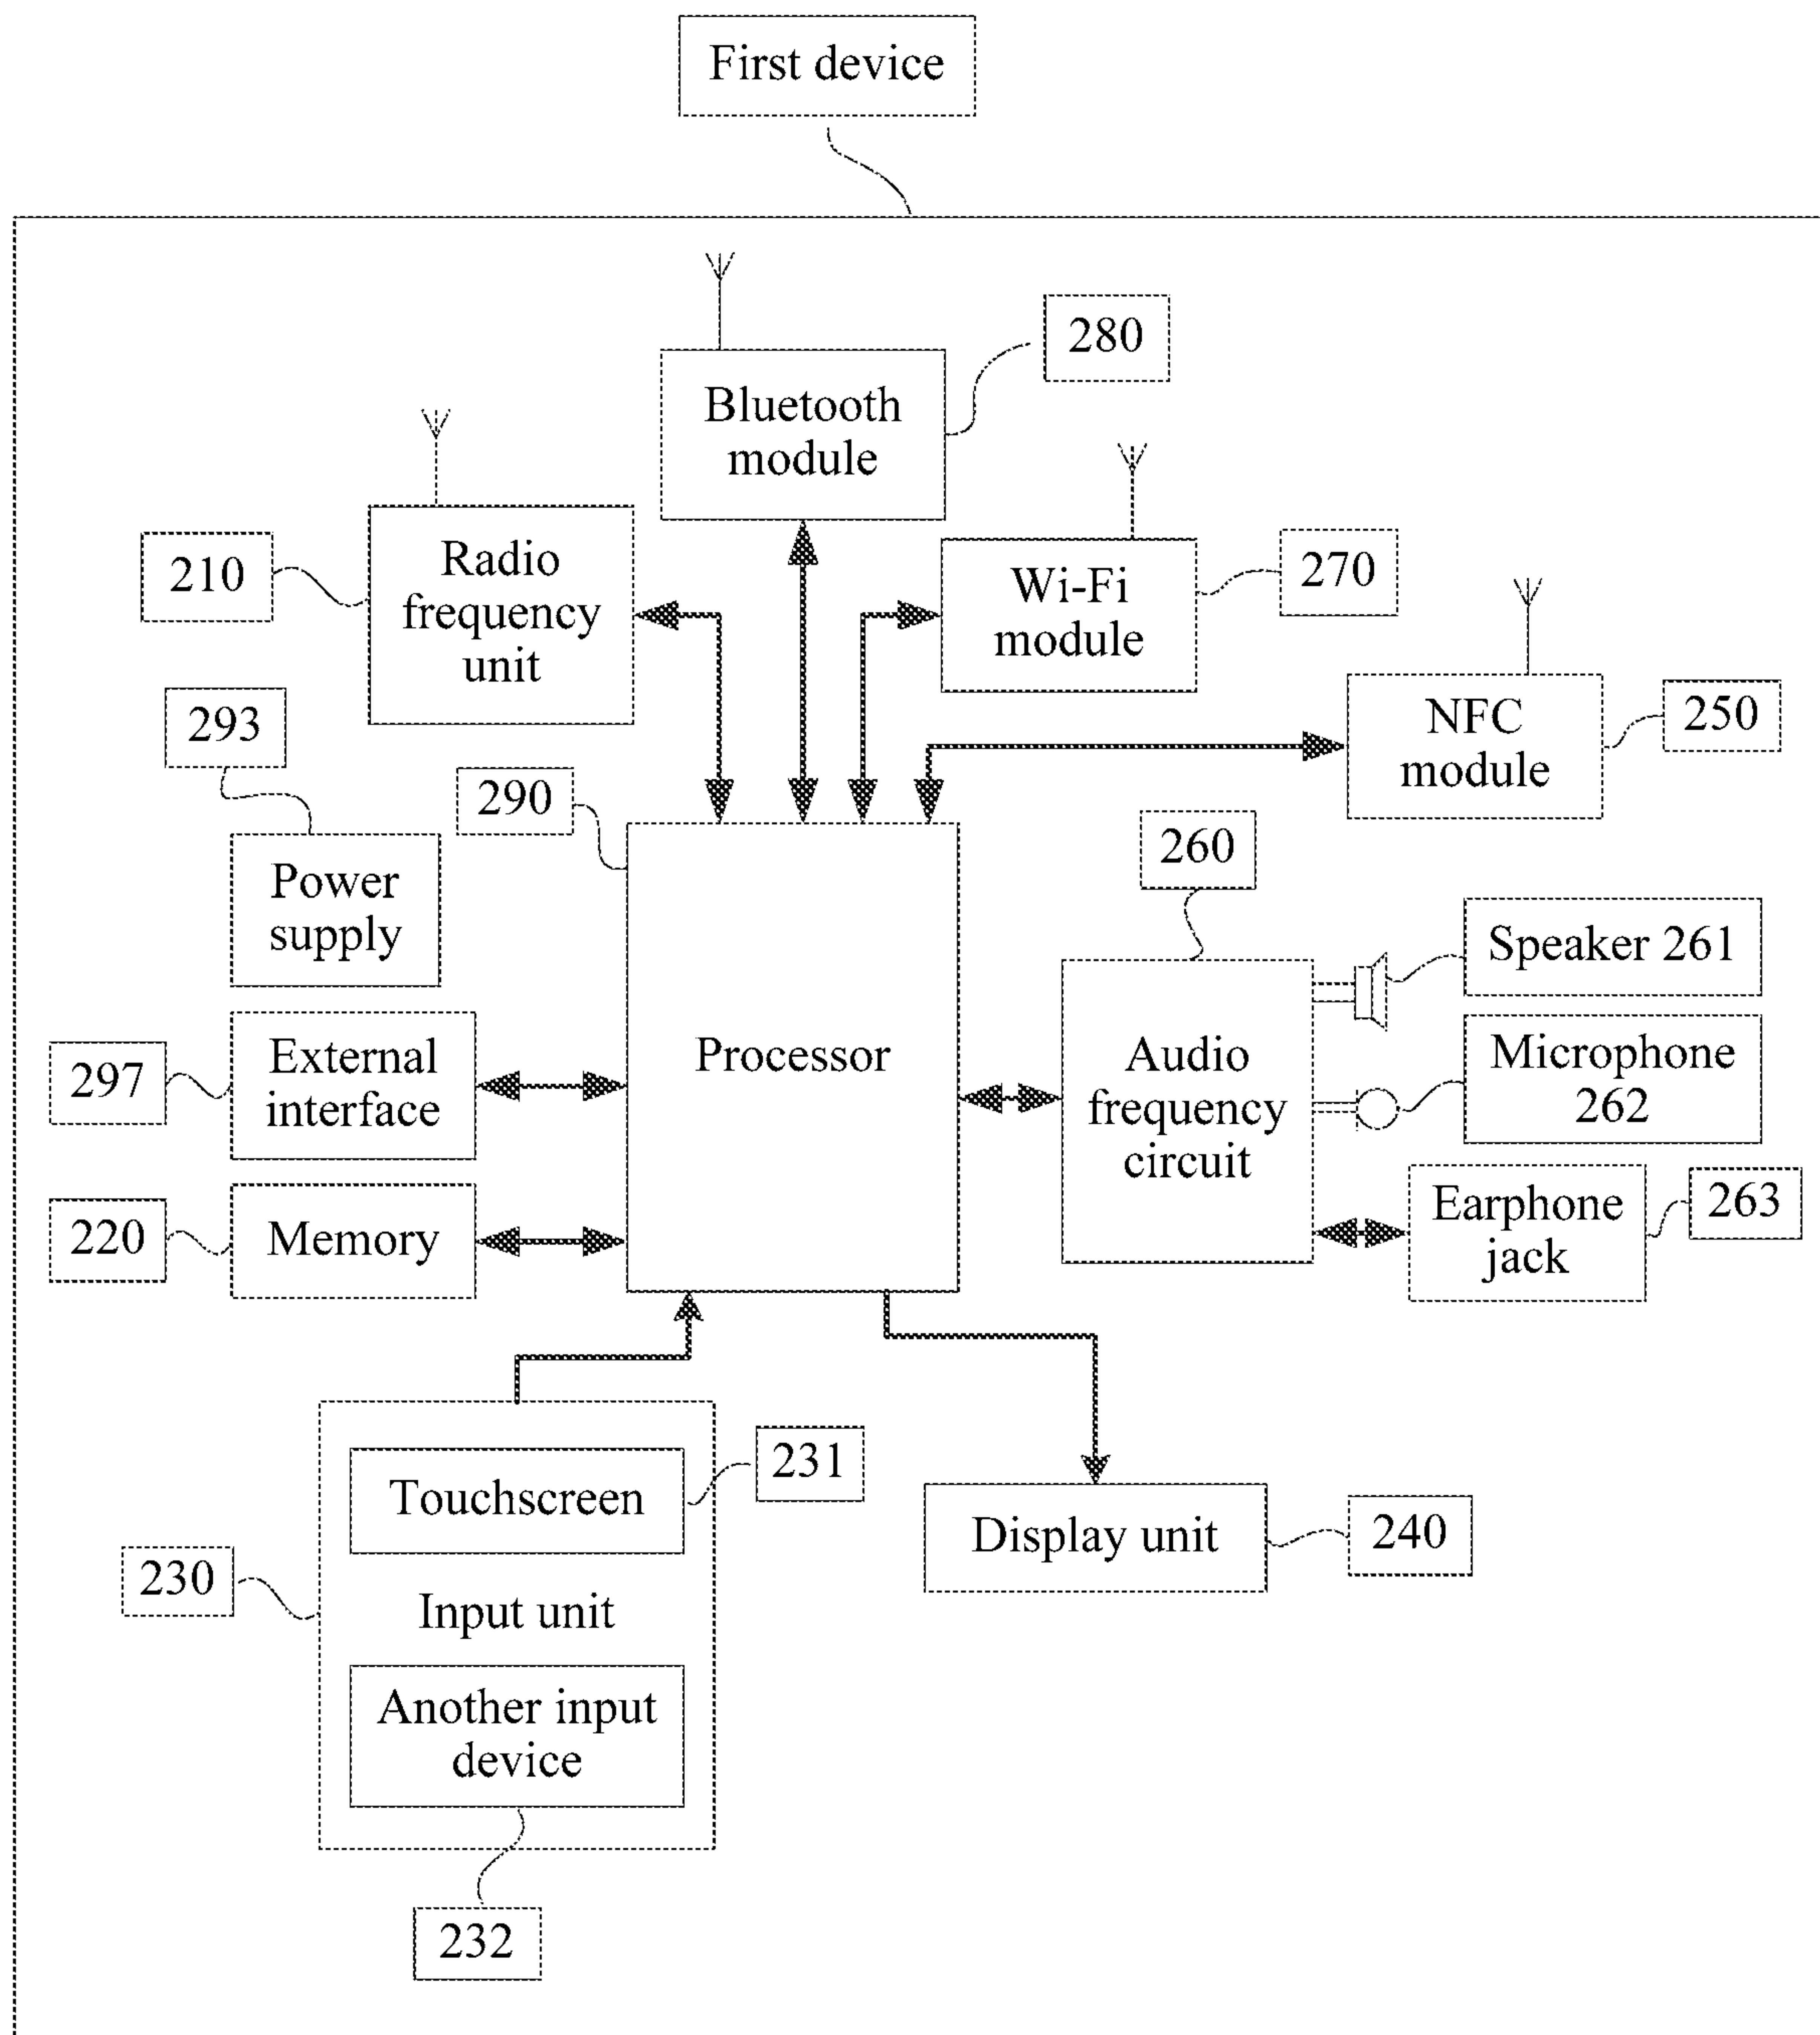 First device
280
Bluetooth
module
210
Radio
frequency
unit
Wi-Fi
module
270
293
290
NFC
module
250
Power
supply
260
Speaker 261
297
External
interface
Processor
Audio
frequency
circuit
Microphone
262
220
Memory
Earphone
jack
263
Touchscreen
231
230
Input unit
Display unit
240
Another input
device
232